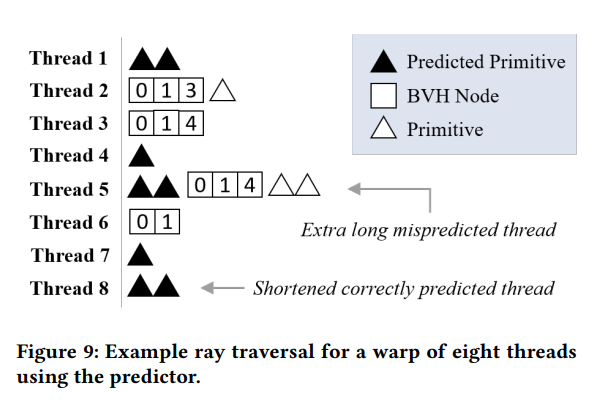 Thread 1
Thread 2 0 1 3
Thread 3 0 1 4
Thread 4
Thread 5 0 1 4
Thread 6 0 1
Thread 7
Thread 8
Predicted Primitive
BVH Node
Primitive
Extra long mispredicted thread
Shortened correctly predicted thread
Figure 9: Example ray traversal for a warp of eight threads
using the predictor.